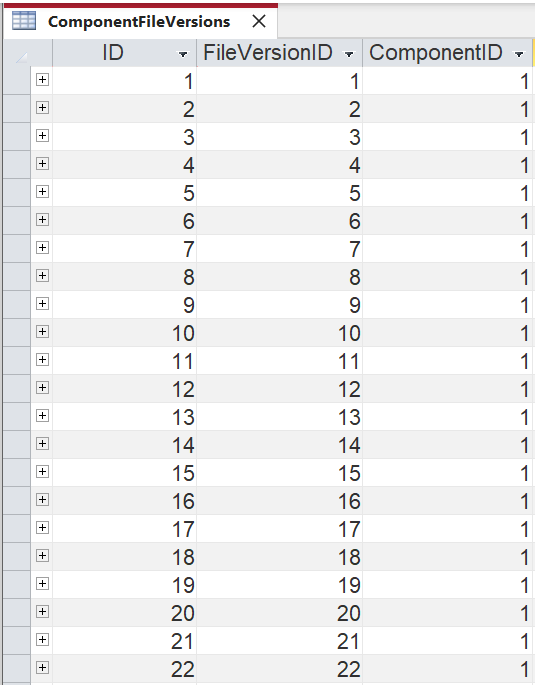 ComponentFileVersions
ID FileVersionID ComponentID
1 1 1
2 2 1
3 3 1
4 4 1
5 5 1
6 6 1
7 7 1
8 8 1
9 9 1
10 10 1
11 11 1
12 12 1
13 13 1
14 14 1
15 15 1
16 16 1
17 17 1
18 18 1
19 19 1
20 20 1
21 21 1
22 22 1